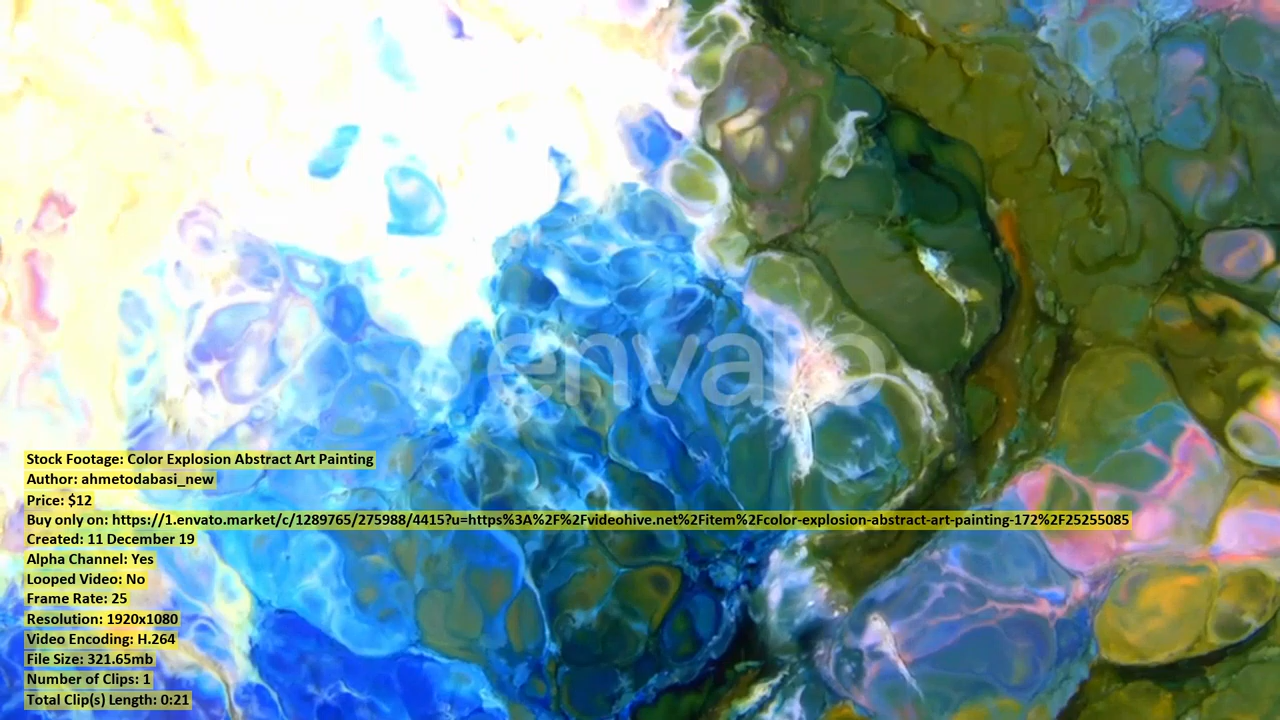 envato
Stock Footage: Color Explosion Abstract Art Painting
Author: ahmetodabasi_new
Price: $12
Buy only on: https://1.envato.market/c/1289765/275988/4415?u=https%3A%2F%2Fvideohive.net%2Fitem%2Fcolor-explosion-abstract-art-painting-172%2F25255085
Created: 11 December 19
Alpha Channel: Yes
Looped Video: No
Frame Rate: 25
Resolution: 1920x1080
Video Encoding: H.264
File Size: 321.65mb
Number of Clips: 1
Total Clip(s) Length: 0:21